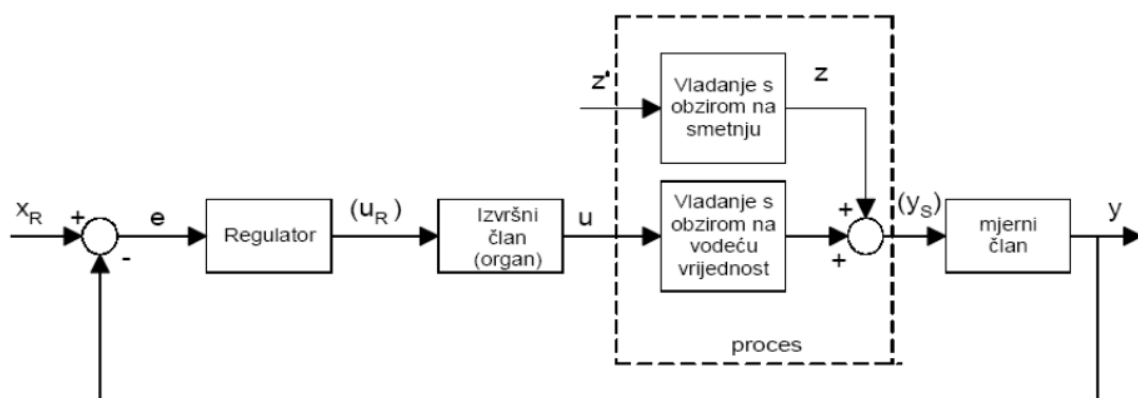 z'
Vladanje s
obzirom na
smetnju
z
x_R
+
-
e
Regulator
(u_R)
Izvršni
član
(organ)
u
Vladanje s
obzirom na
vodeću
vrijednost
+
+
(y_S)
mjerni
član
y
proces